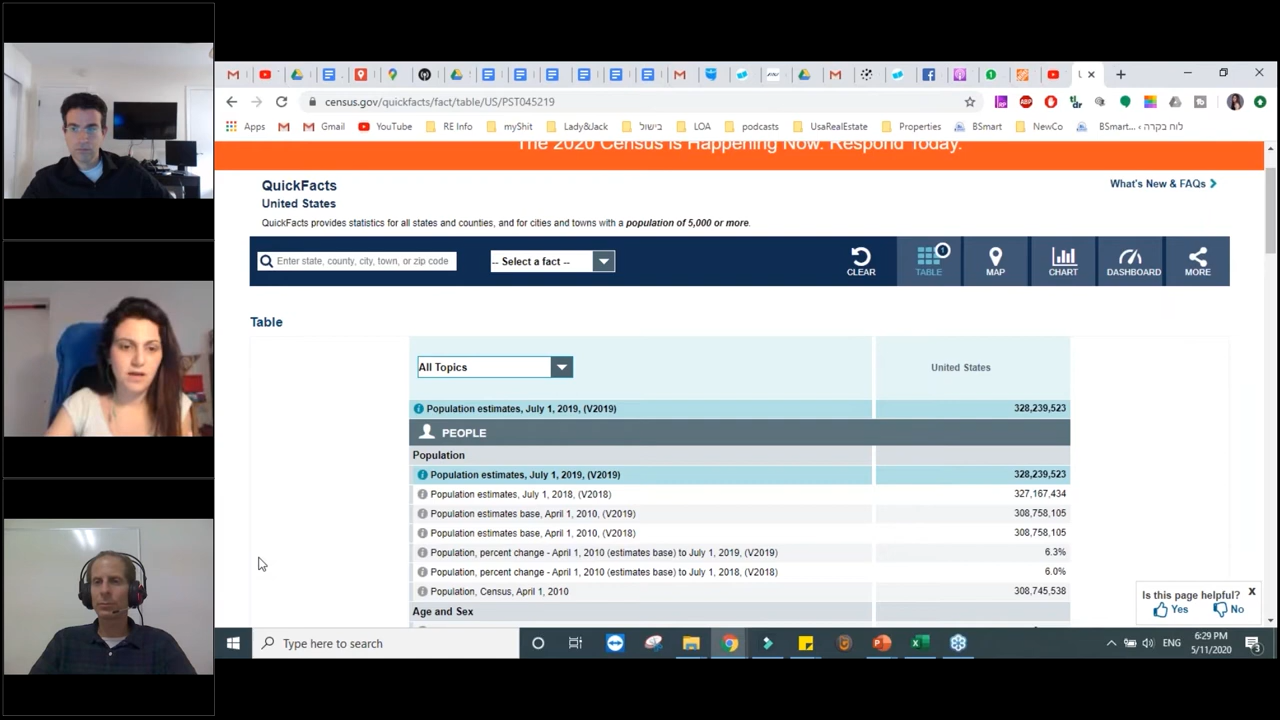 census.gov/quickfacts/fact/table/US/PST045219
Apps Gmail YouTube RE Info myShit Lady&Jack בישול LOA podcasts UsaRealEstate Properties BSmart NewCo BSmart... לוח בקרה
The 2020 Census is Happening Now. Respond Today.
QuickFacts
What's New & FAQs
United States
QuickFacts provides statistics for all states and counties, and for cities and towns with a population of 5,000 or more.
Enter state, county, city, town, or zip code
-- Select a fact --
CLEAR TABLE 1 MAP CHART DASHBOARD MORE
Table
All Topics
United States
Population estimates, July 1, 2019, (V2019) 328,239,523
PEOPLE
Population
Population estimates, July 1, 2019, (V2019) 328,239,523
Population estimates, July 1, 2018, (V2018) 327,167,434
Population estimates base, April 1, 2010, (V2019) 308,758,105
Population estimates base, April 1, 2010, (V2018) 308,758,105
Population, percent change - April 1, 2010 (estimates base) to July 1, 2019, (V2019) 6.3%
Population, percent change - April 1, 2010 (estimates base) to July 1, 2018, (V2018) 6.0%
Population, Census, April 1, 2010 308,745,538
Age and Sex
Is this page helpful? X
Yes No
Type here to search
ENG
6:29 PM
5/11/2020
3